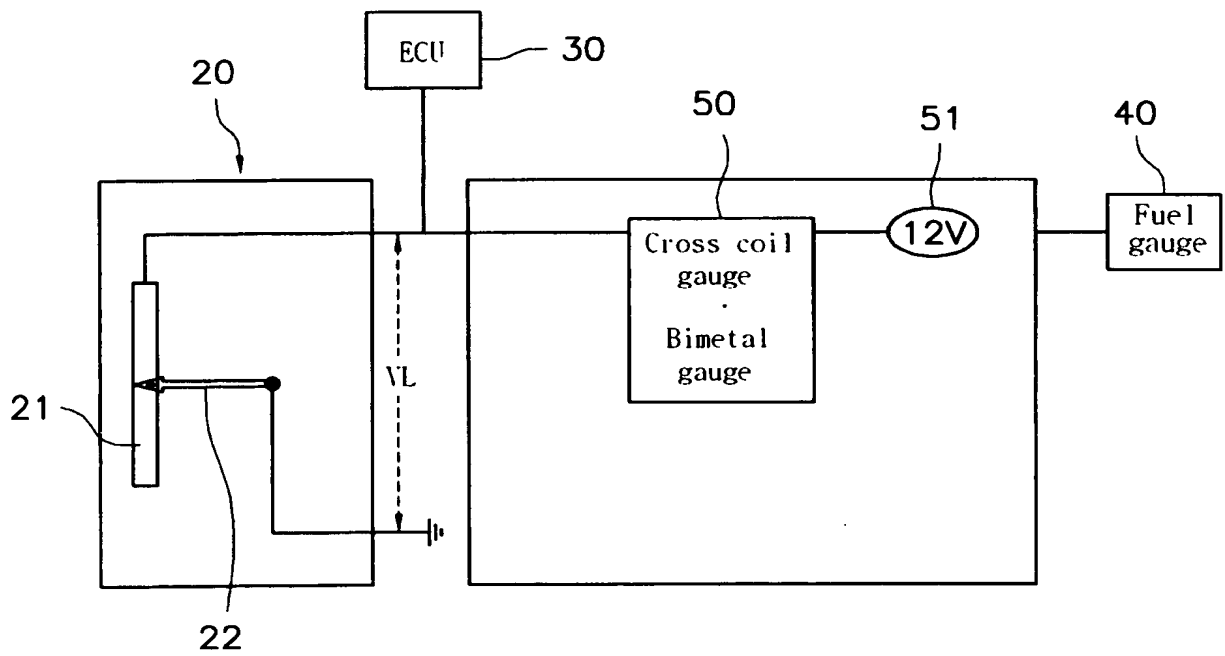 ECU
30
20
50
51
40
Cross coil
gauge
.
Bimetal
gauge
12V
Fuel
gauge
VL
21
22